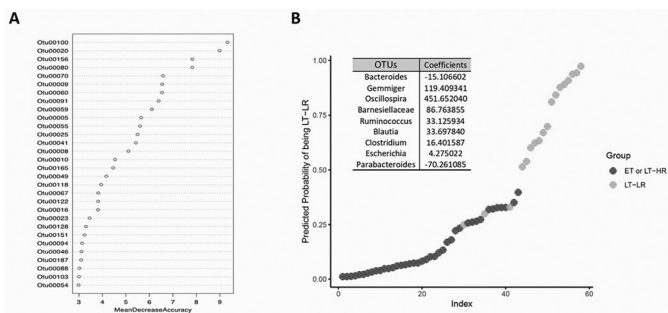 A
Otu00100
Otu00020
Otu00156
Otu00080
Otu00070
Otu00009
Otu00060
Otu00091
Otu00059
Otu00005
Otu00055
Otu00025
Otu00041
Otu00008
Otu00010
Otu00165
Otu00049
Otu00118
Otu00067
Otu00122
Otu00016
Otu00023
Otu00128
Otu00151
Otu00094
Otu00046
Otu00187
Otu00088
Otu00103
Otu00054
3 4 5 6 7 8 9
MeanDecreaseAccuracy
B
Predicted Probability of being LT−LR
1.00
0.75
0.50
0.25
0.00
OTUs Coefficients
Bacteroides -15.106602
Gemmiger 119.409341
Oscillospira 451.652040
Barnesiellaceae 86.763855
Ruminococcus 33.125934
Blautia 33.697840
Clostridium 16.401587
Escherichia 4.275022
Parabacteroides -70.261085
0 20 40 60
Index
Group
ET or LT−HR
LT−LR